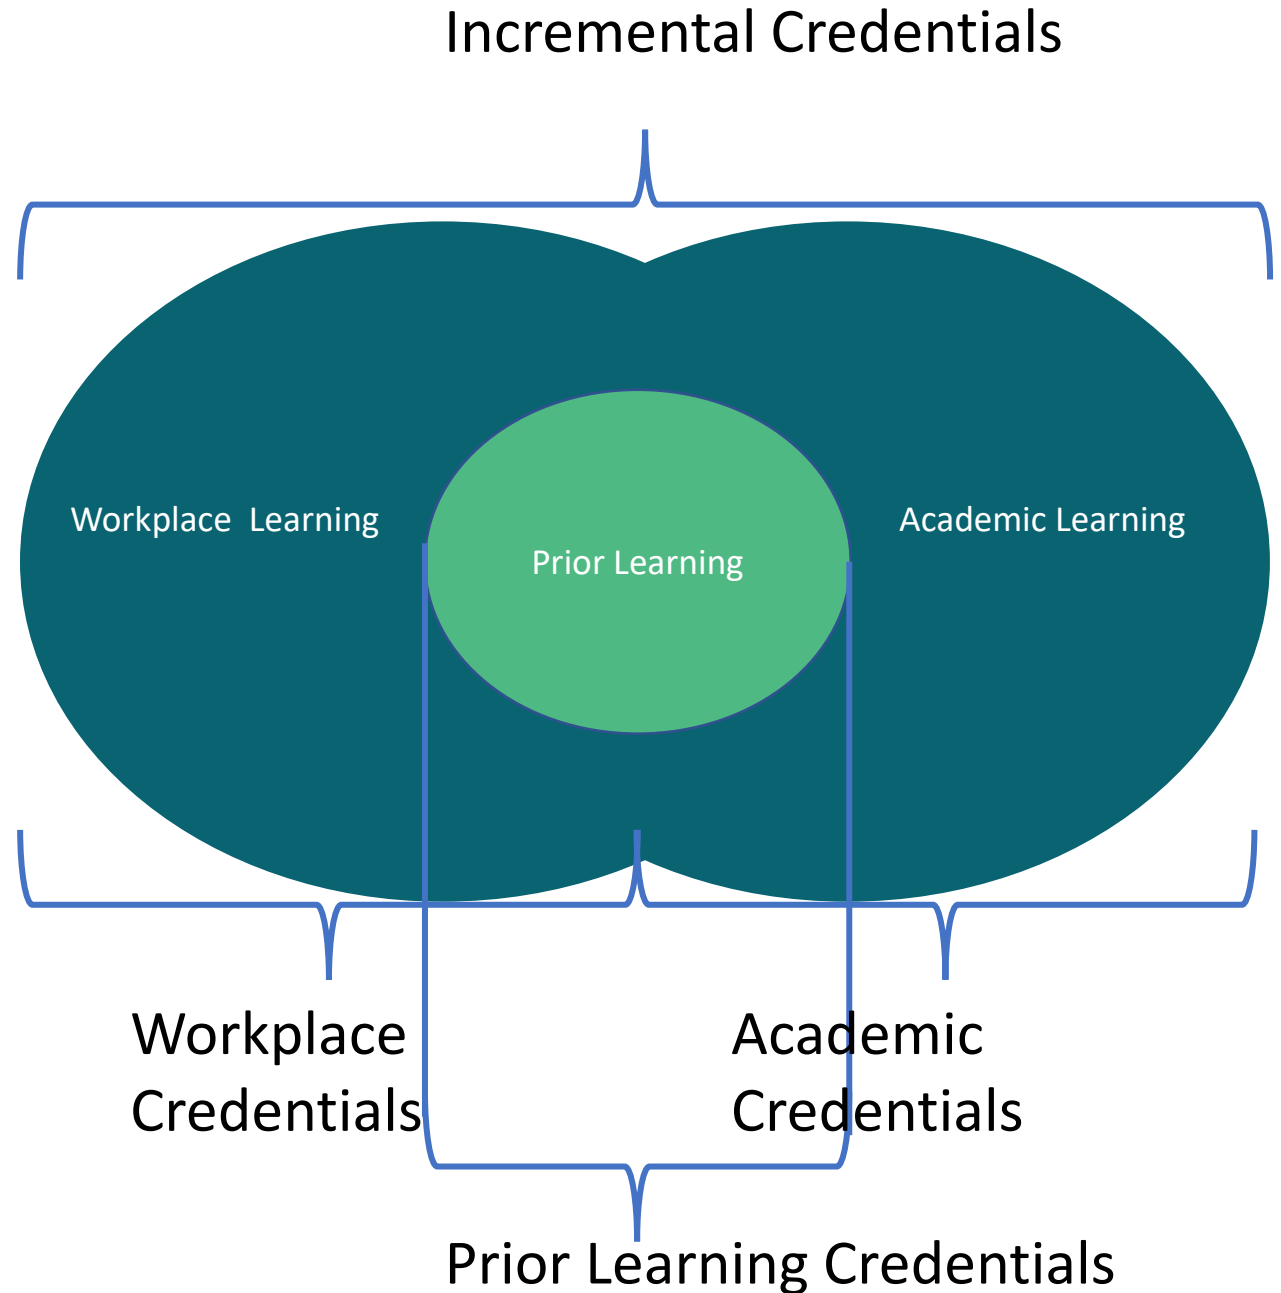 Incremental Credentials
Workplace  Learning
Academic Learning
Prior Learning
Workplace
Credentials
Academic
Credentials
Prior Learning Credentials